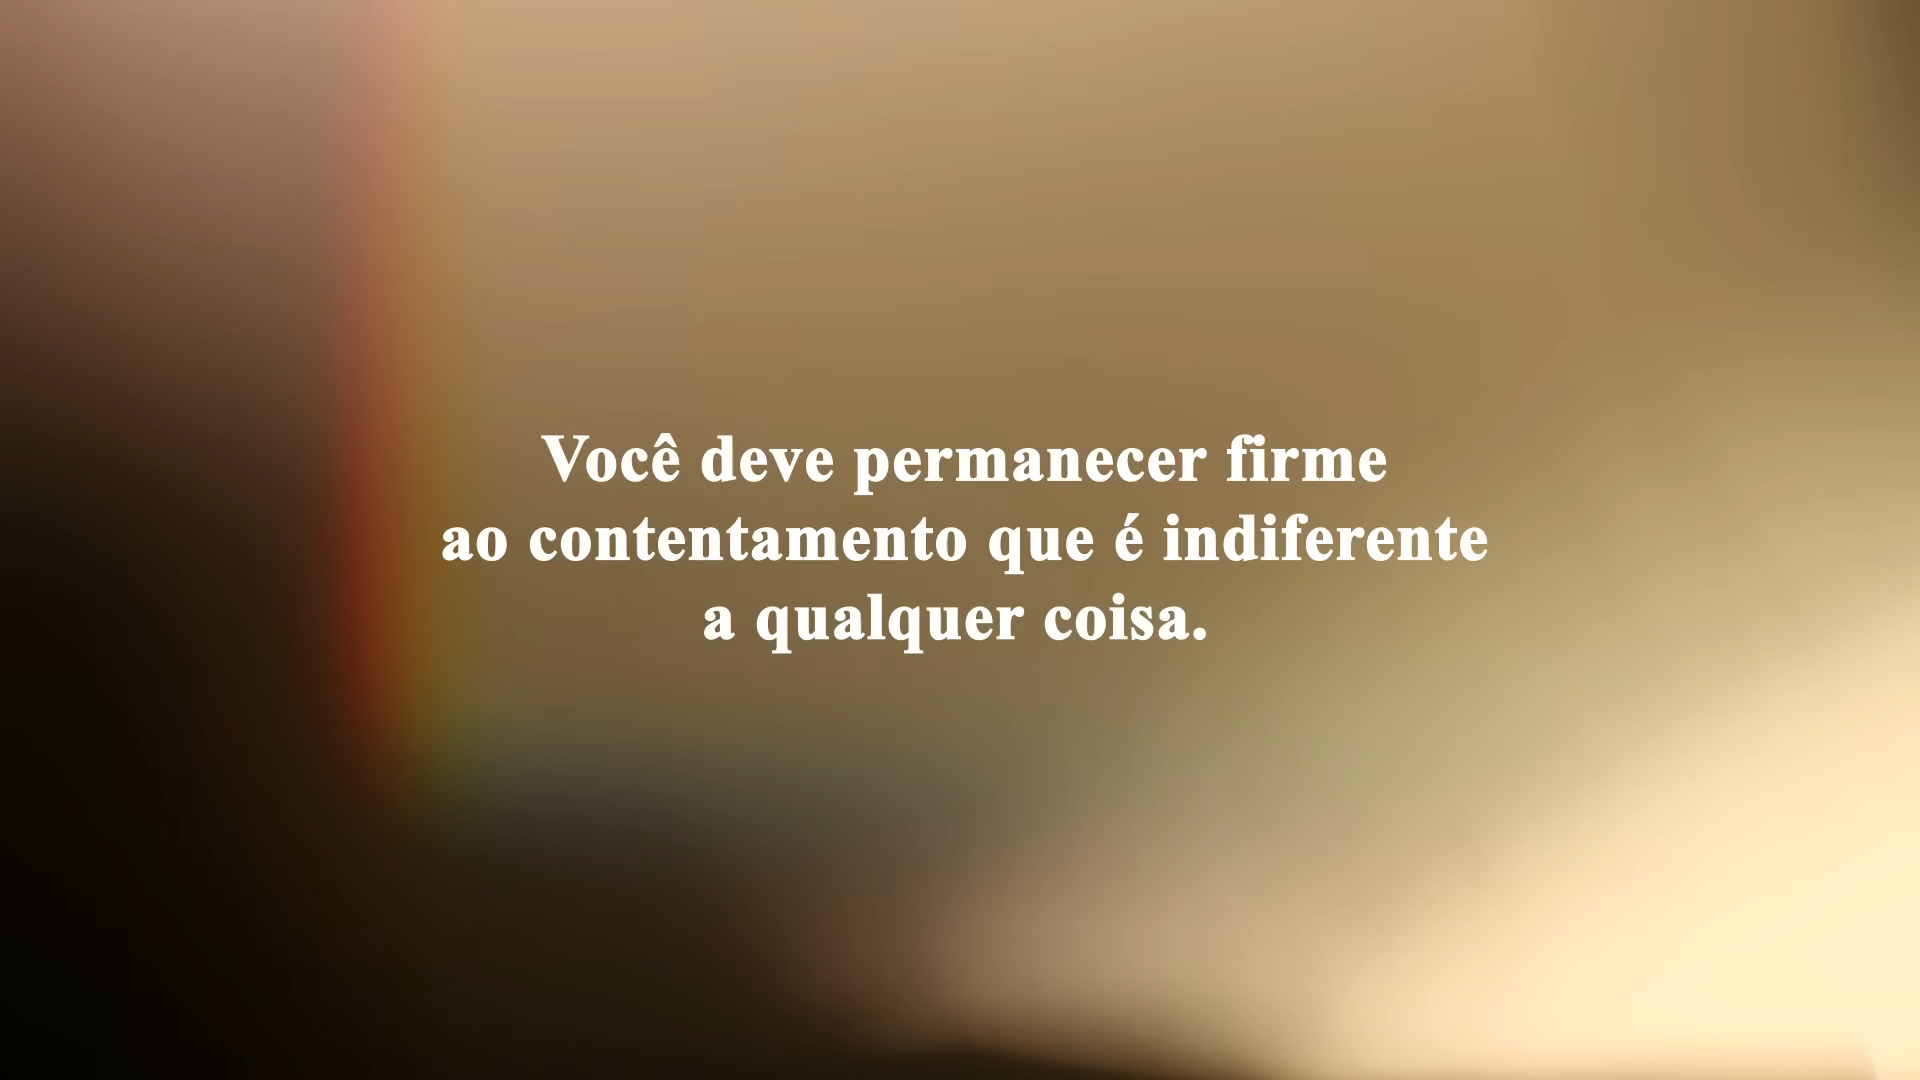 Você deve permanecer firme
ao contentamento que é indiferente
a qualquer coisa.